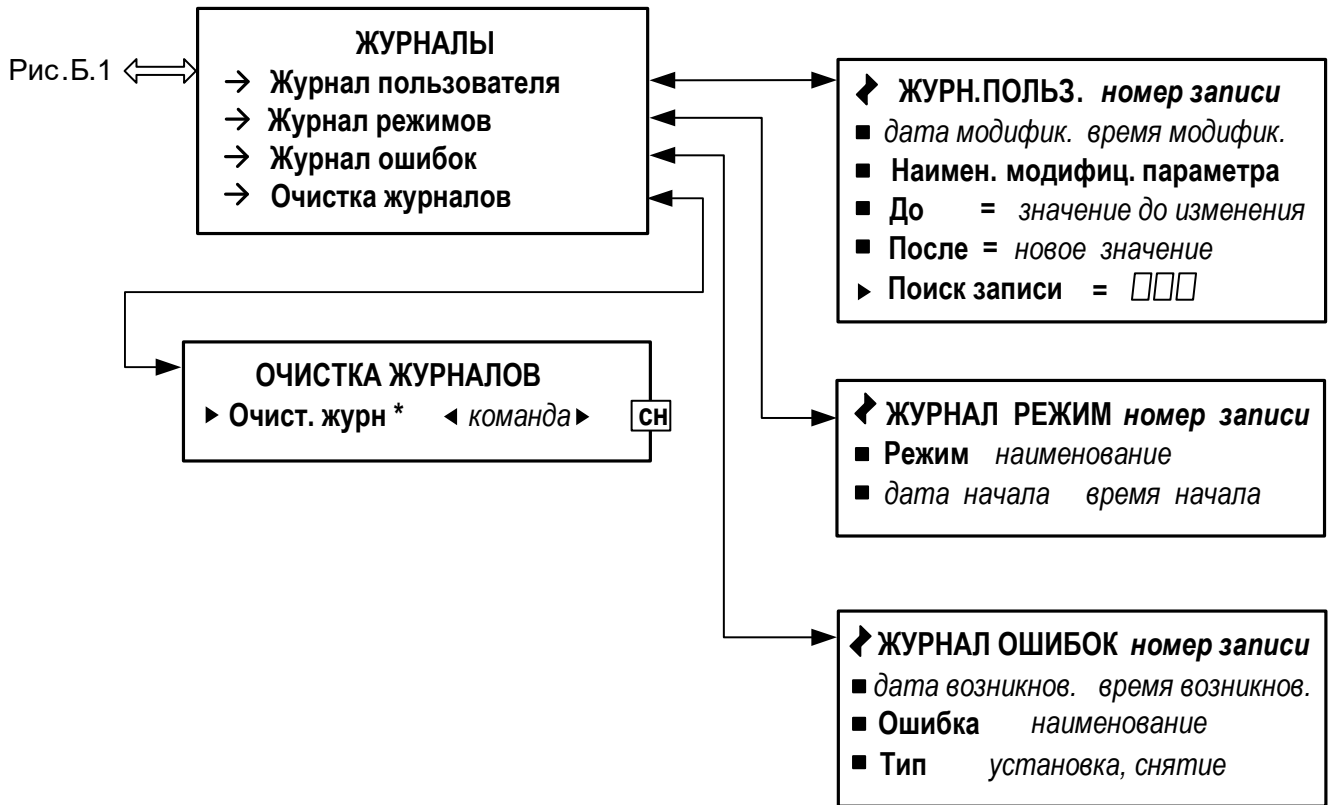 Рис.Б.1
ЖУРНАЛЫ
→ Журнал пользователя
→ Журнал режимов
→ Журнал ошибок
→ Очистка журналов
ОЧИСТКА ЖУРНАЛОВ
Очист. журн * ◄ команда ► сн
ЖУРН.ПОЛЬЗ. номер записи
■ дата модифик. время модифик.
■ Наимен. модифиц. параметра
■ До = значение до изменения
■ После = новое значение
► Поиск записи = □□□
ЖУРНАЛ РЕЖИМ номер записи
■ Режим наименование
■ дата начала время начала
ЖУРНАЛ ОШИБОК номер записи
■ дата возникнов. время возникнов.
■ Ошибка наименование
■ Тип установка, снятие